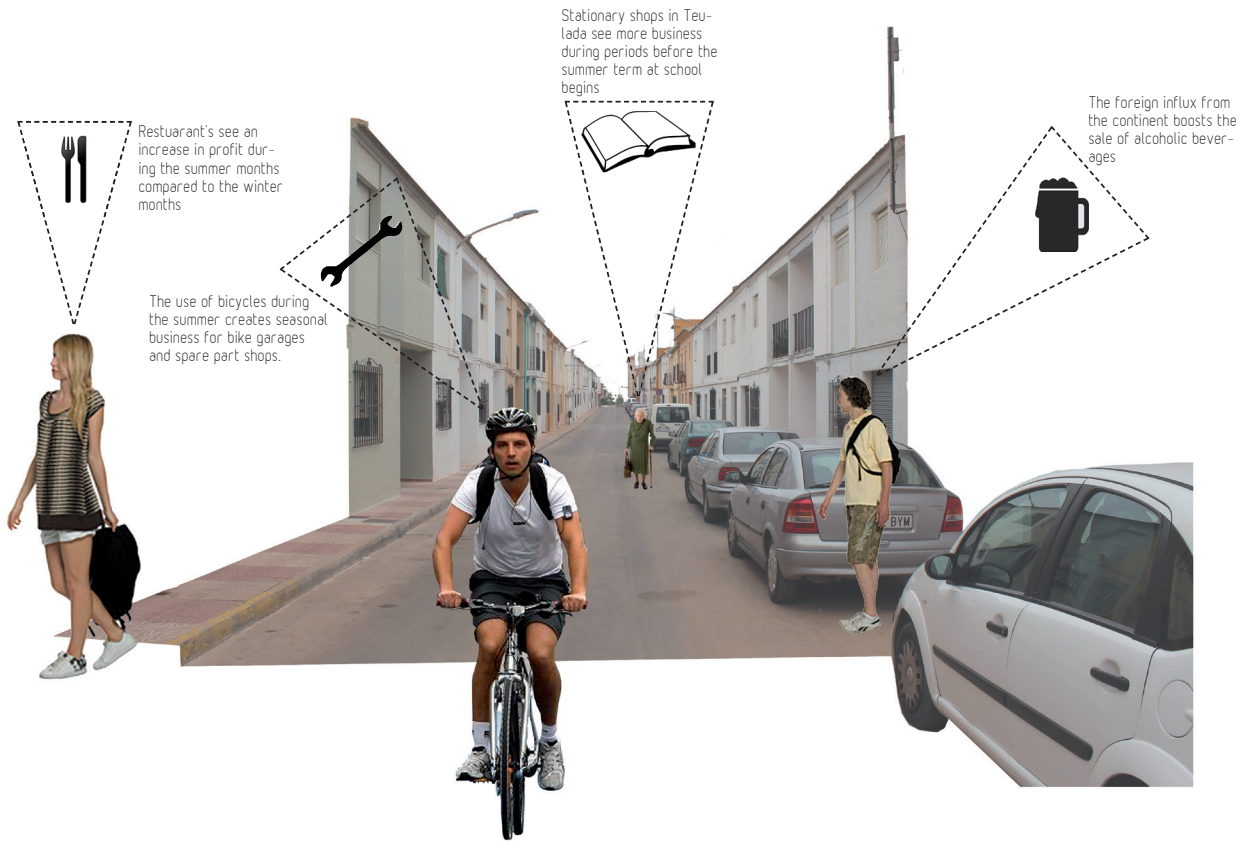 Stationary shops in Teu-
lada see more business
during periods before the
summer term at school
begins
Restuarant's see an
increase in profit dur-
ing the summer months
compared to the winter
months
The foreign influx from
the continent boosts the
sale of alcoholic bever-
ages
The use of bicycles during
the summer creates seasonal
business for bike garages
and spare part shops.
BYM